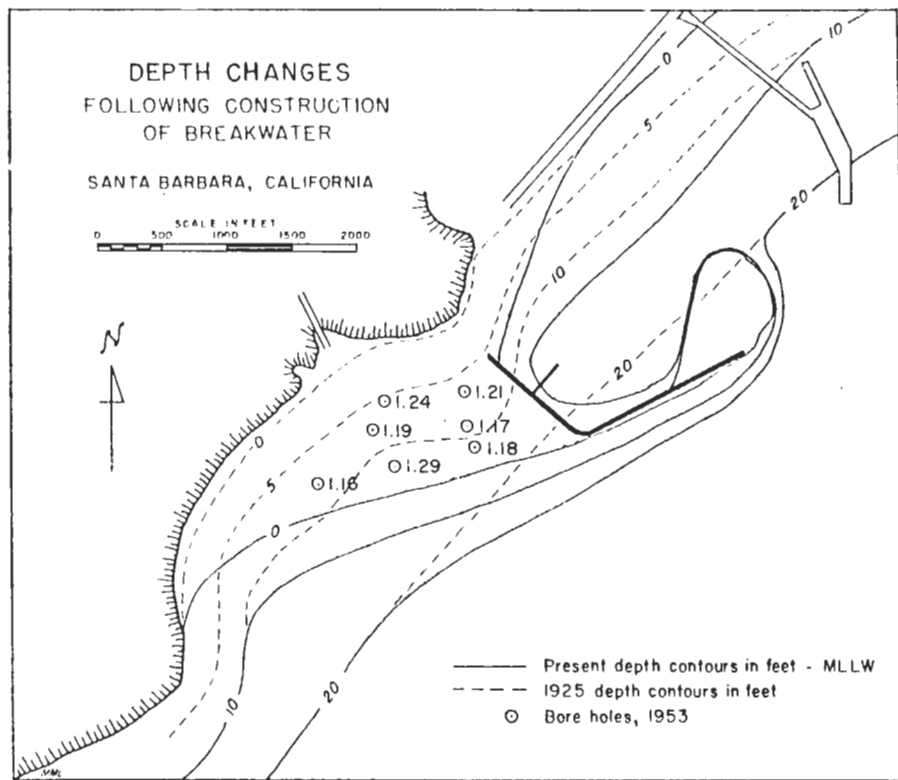 DEPTH CHANGES
FOLLOWING CONSTRUCTION
OF BREAKWATER
SANTA BARBARA, CALIFORNIA
SCALE IN FEET
0 500 1000 1500 2000
N
0
5
10
20
10
20
1.24
1.21
1.19
1.17
1.18
1.29
1.16
0
5
0
10
20
Present depth contours in feet - MLLW
1925 depth contours in feet
Bore holes, 1953